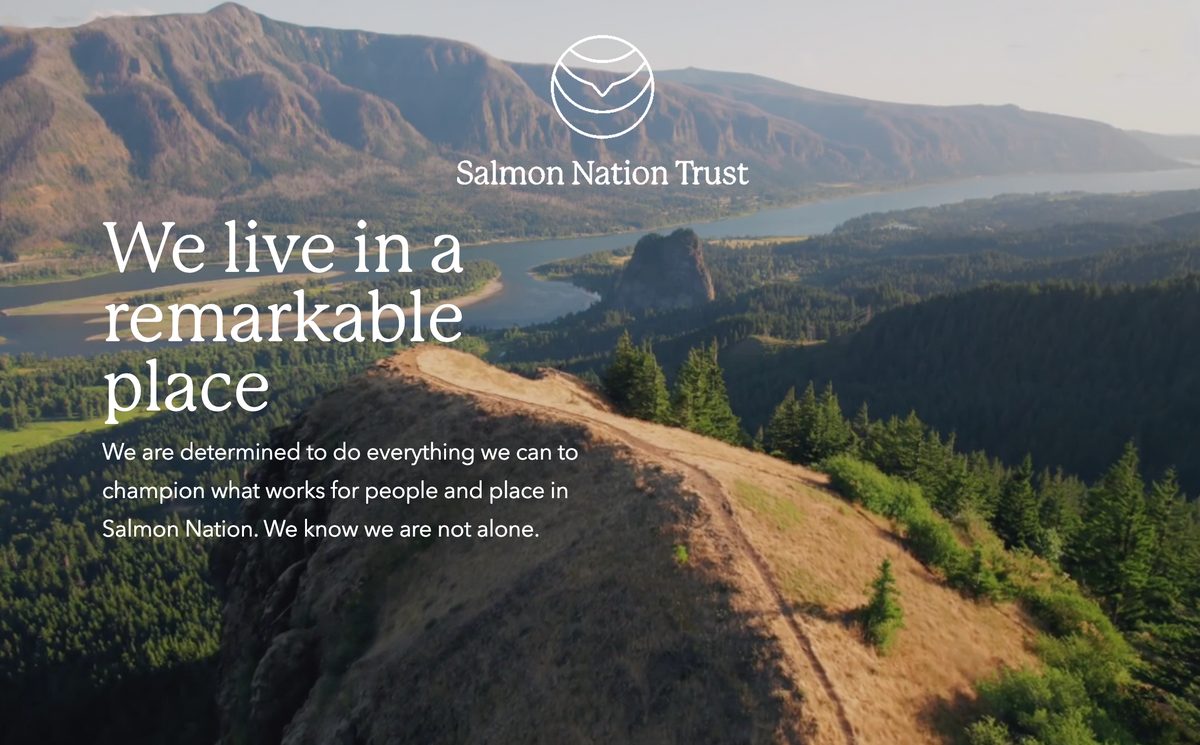 Salmon Nation Trust
We live in a
remarkable
place
We are determined to do everything we can to
champion what works for people and place in
Salmon Nation. We know we are not alone.